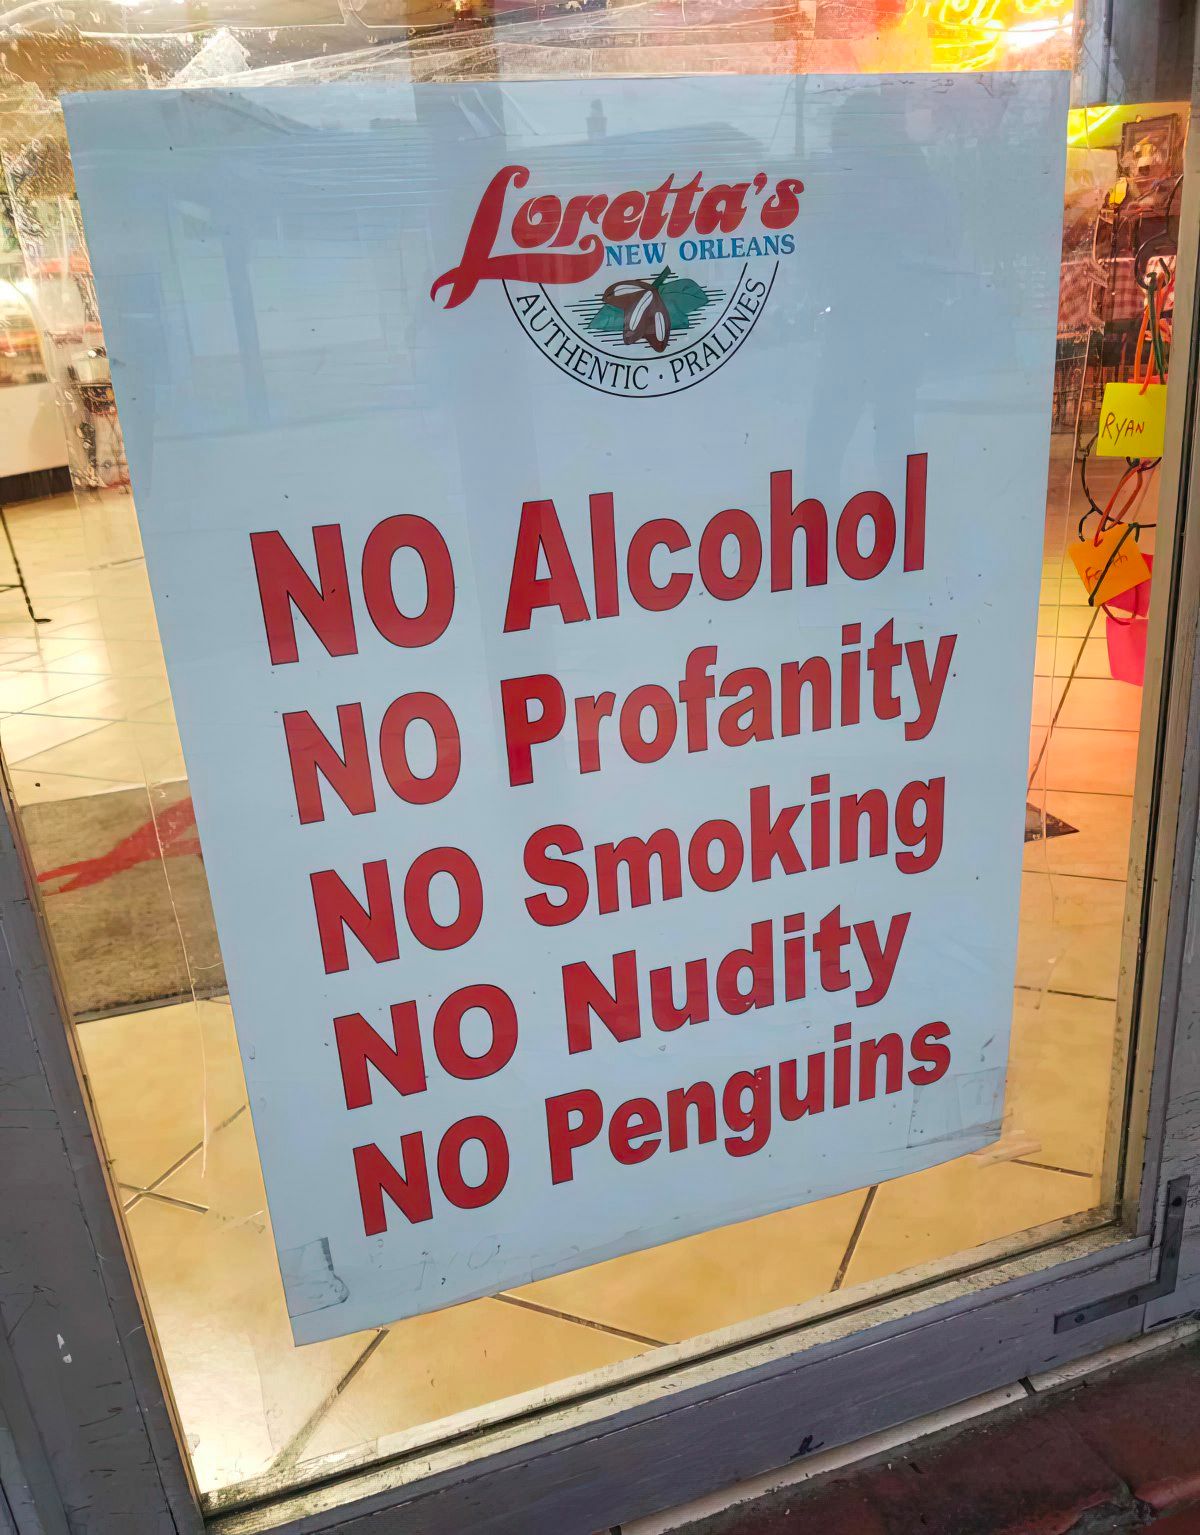 Loretta's
NEW ORLEANS
AUTHENTIC · PRALINES
NO Alcohol
NO Profanity
NO Smoking
NO Nudity
NO Penguins
RYAN